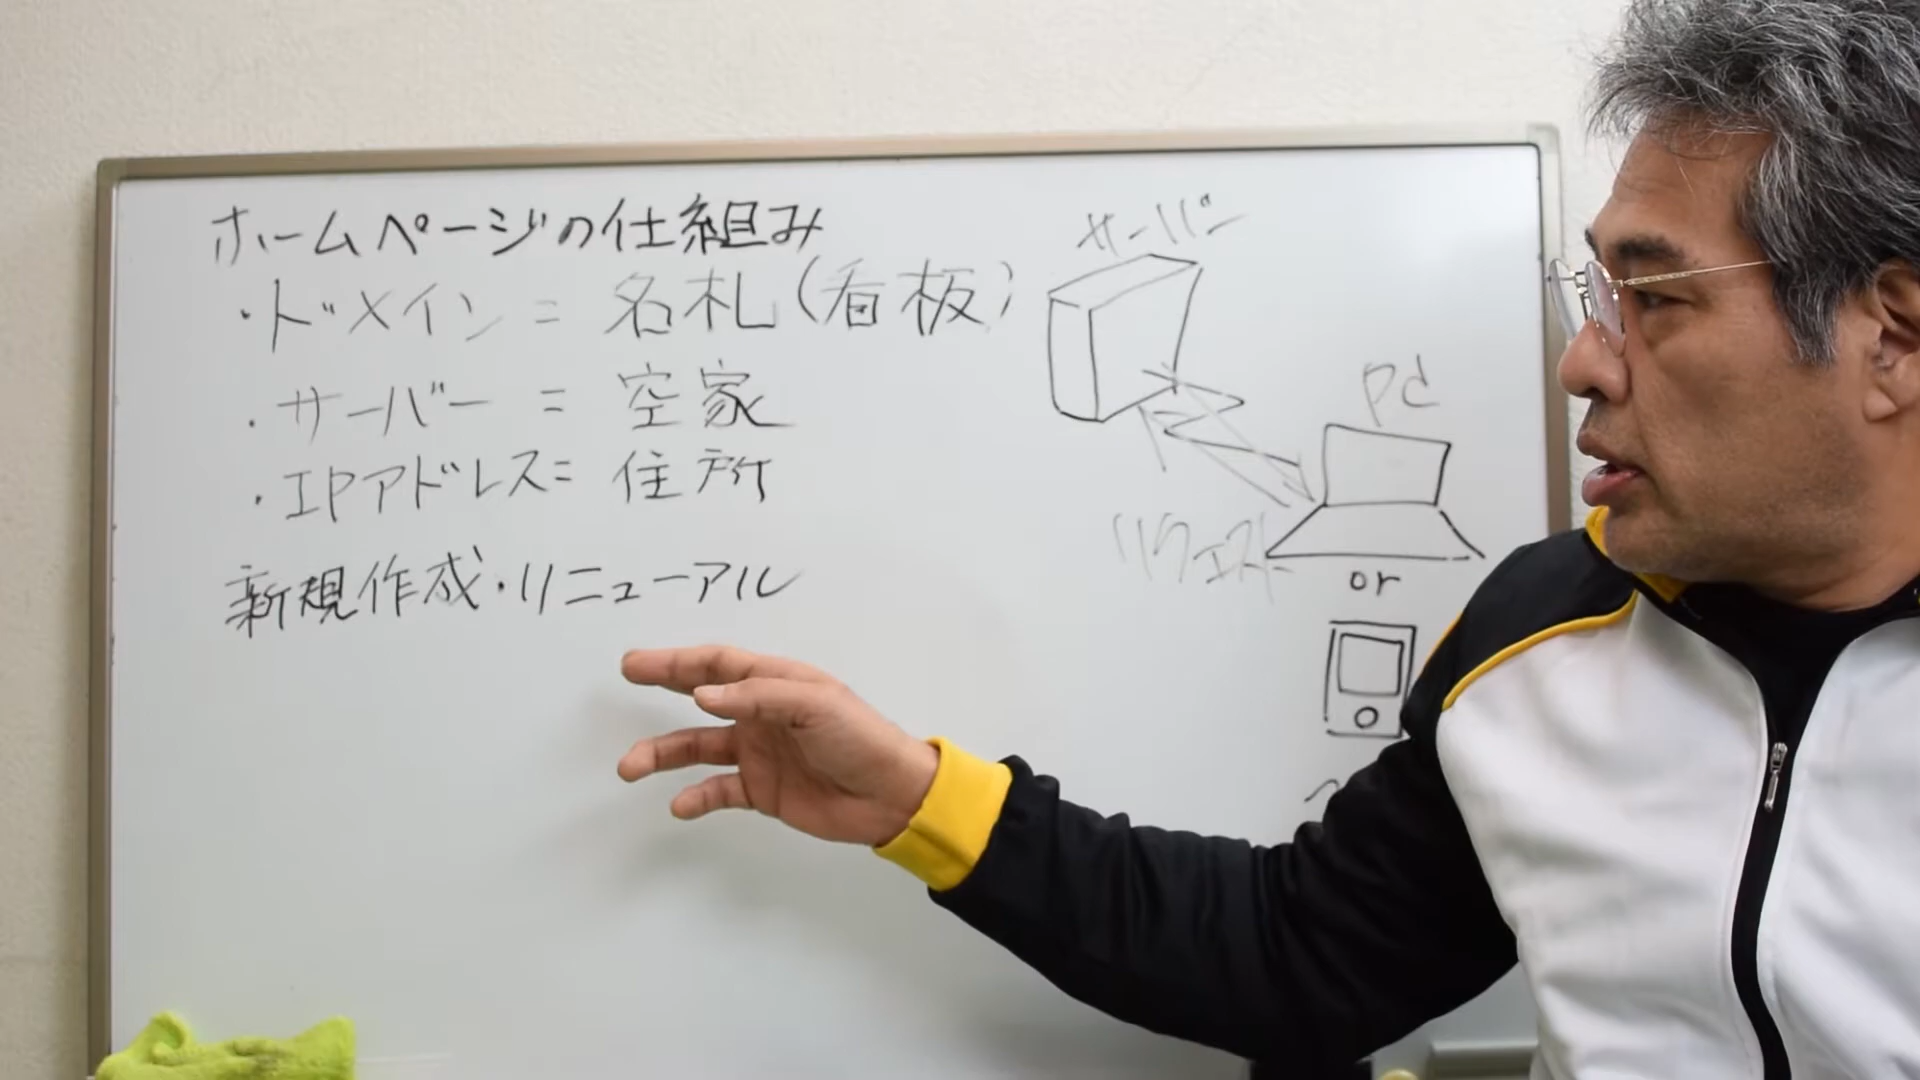 ホームページの仕組み
・ドメイン = 名札(看板)
・サーバー = 空家
・IPアドレス = 住所
新規作成・リニューアル
サーバー
PC
リクエスト
or